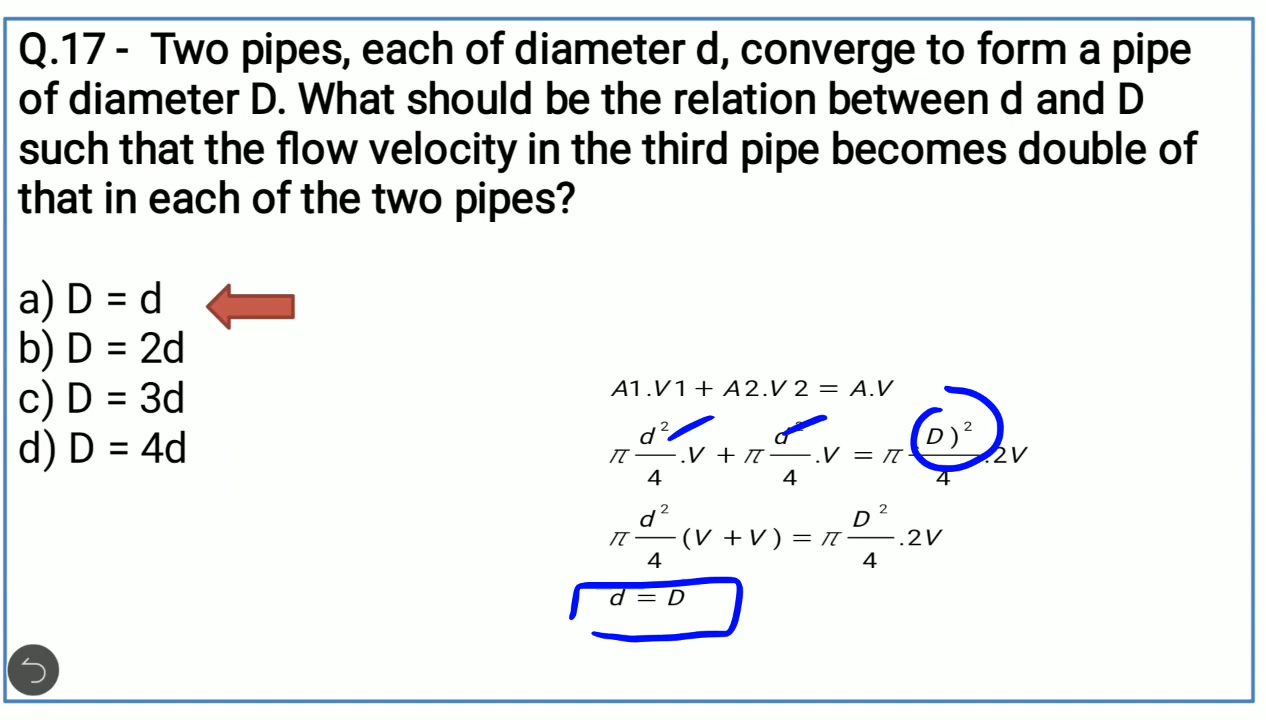 Q.17 - Two pipes, each of diameter d, converge to form a pipe
of diameter D. What should be the relation between d and D
such that the flow velocity in the third pipe becomes double of
that in each of the two pipes?
a) D = d
b) D = 2d
c) D = 3d
d) D = 4d
A1.V1 + A2.V2 = A.V
π d²/4 .V + π d²/4 .V = π D)²/4 .2V
π d²/4 (V + V) = π D²/4 .2V
d = D